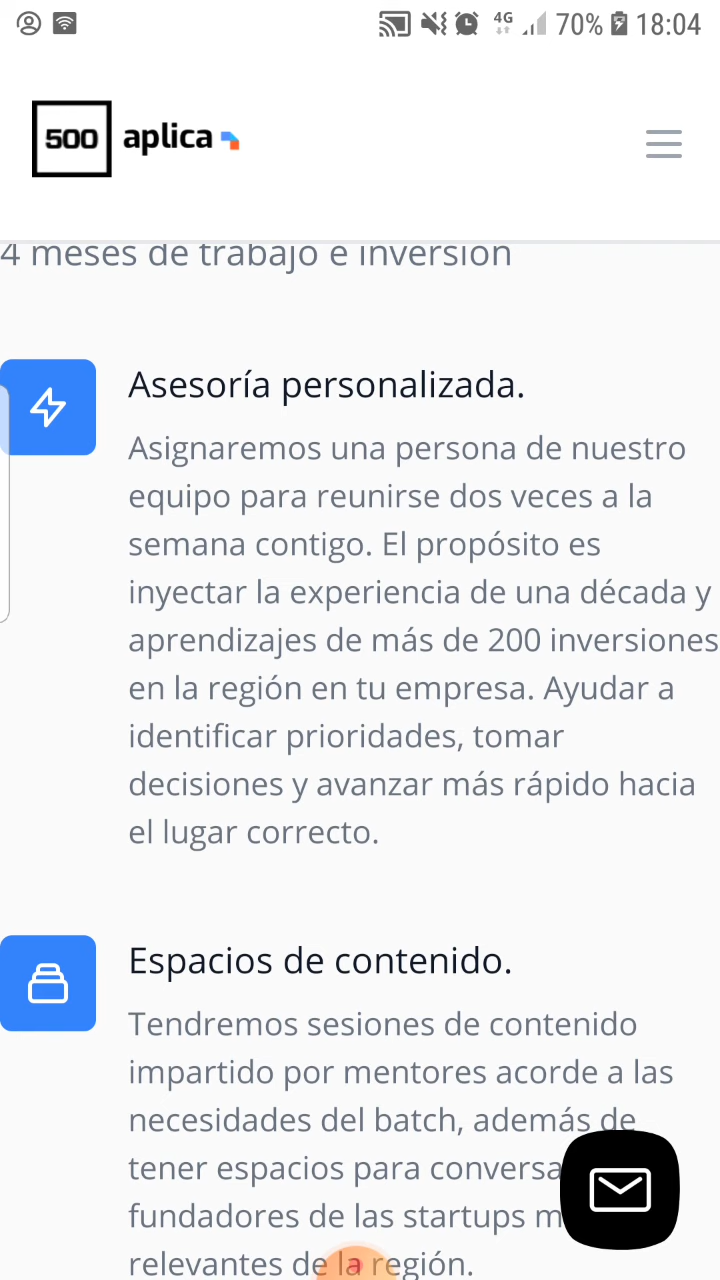 4G 70% 18:04
500 aplica
4 meses de trabajo e inversión
Asesoría personalizada.
Asignaremos una persona de nuestro
equipo para reunirse dos veces a la
semana contigo. El propósito es
inyectar la experiencia de una década y
aprendizajes de más de 200 inversiones
en la región en tu empresa. Ayudar a
identificar prioridades, tomar
decisiones y avanzar más rápido hacia
el lugar correcto.
Espacios de contenido.
Tendremos sesiones de contenido
impartido por mentores acorde a las
necesidades del batch, además de
tener espacios para conversa
fundadores de las startups m
relevantes de la región.